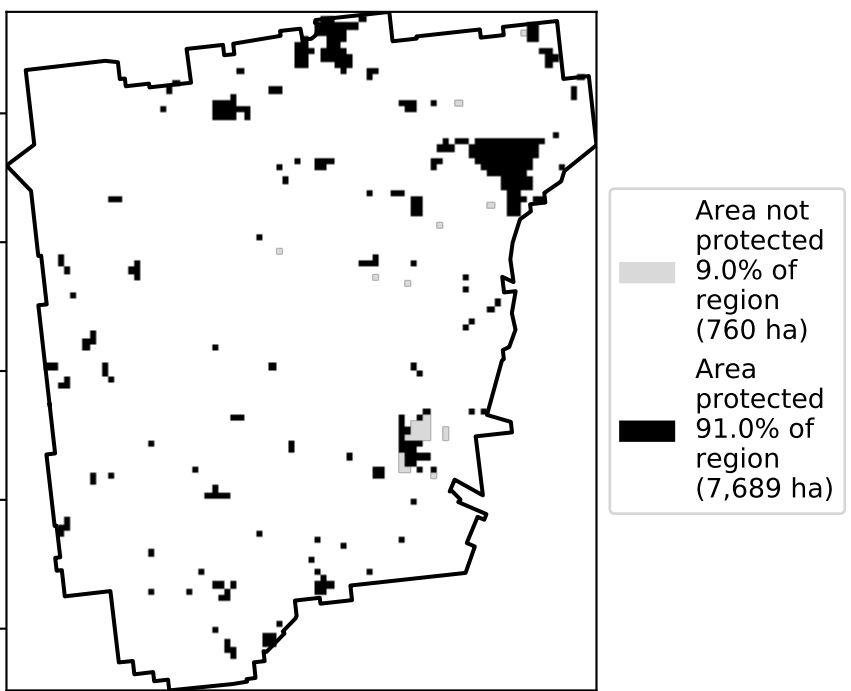 Area not
protected
9.0% of
region
(760 ha)
Area
protected
91.0% of
region
(7,689 ha)